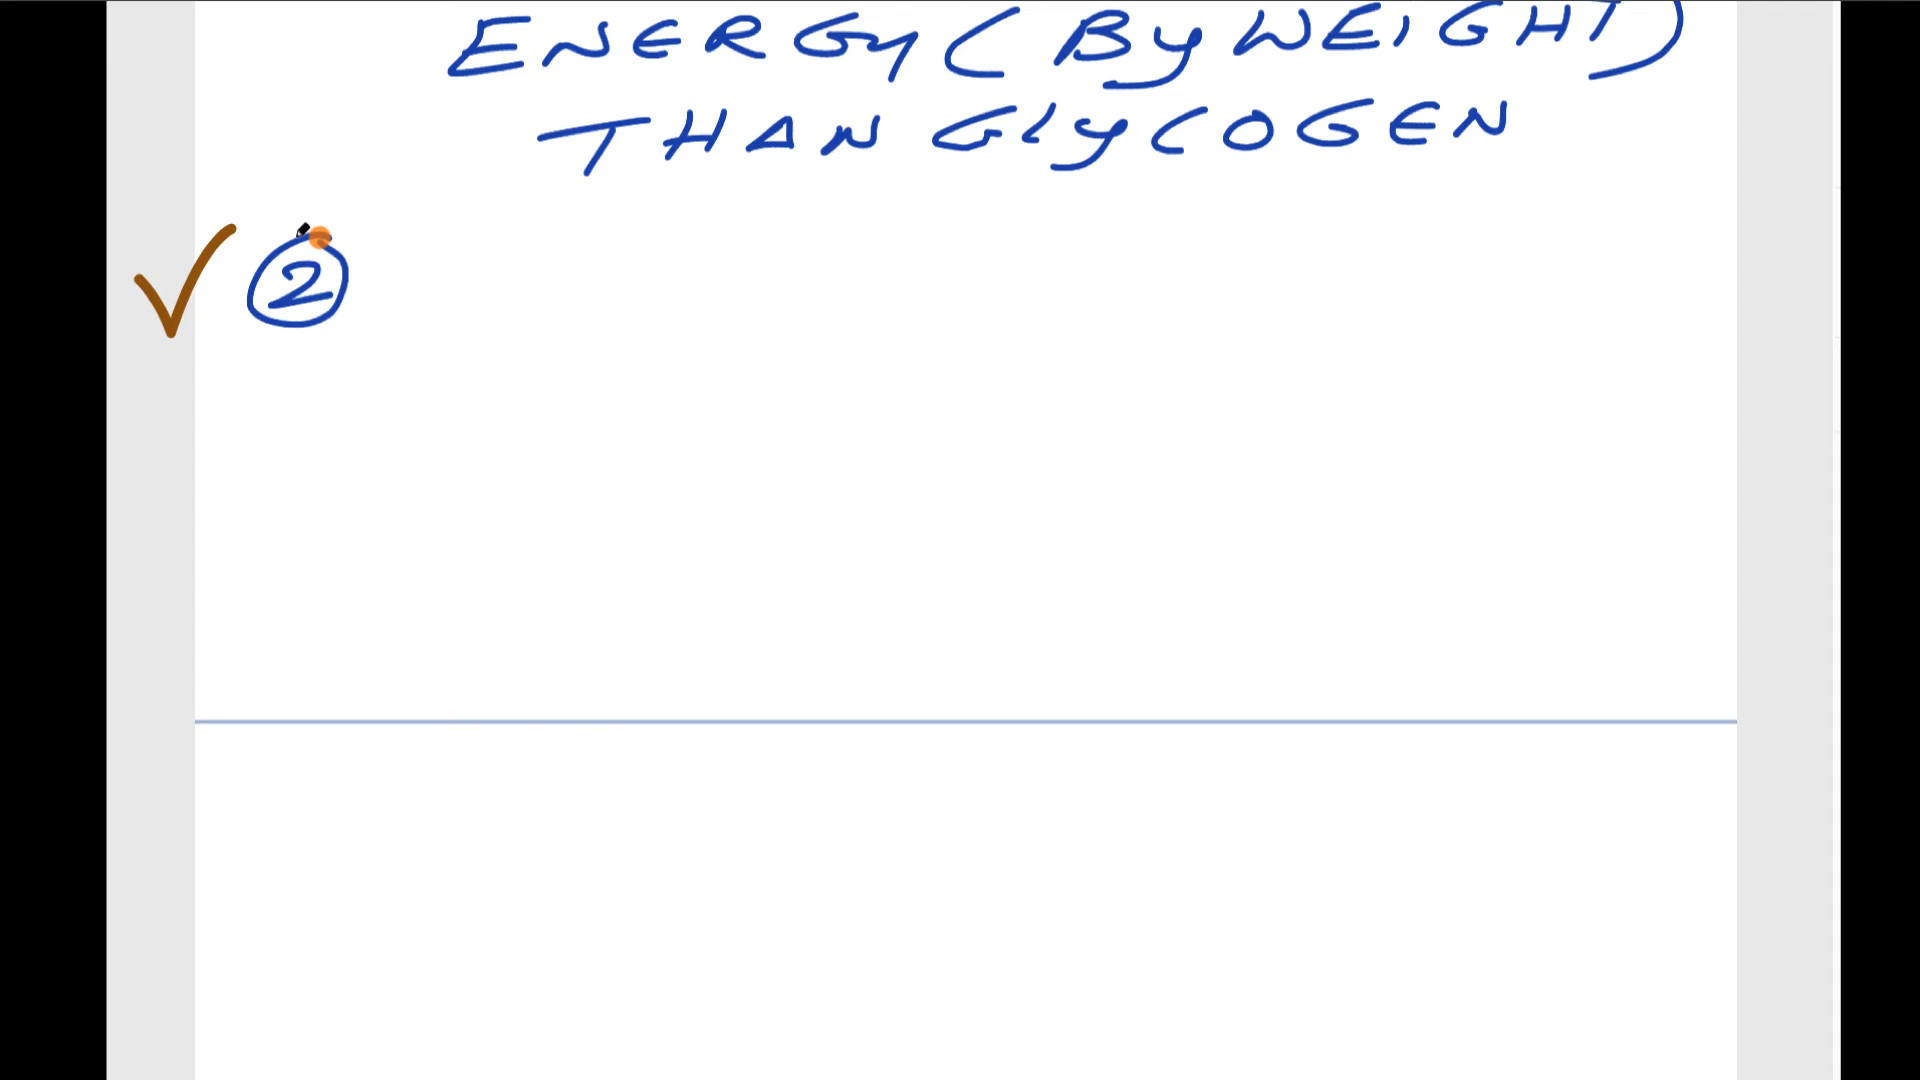 ENERGY (BY WEIGHT)
THAN GLYCOGEN
✓ ②